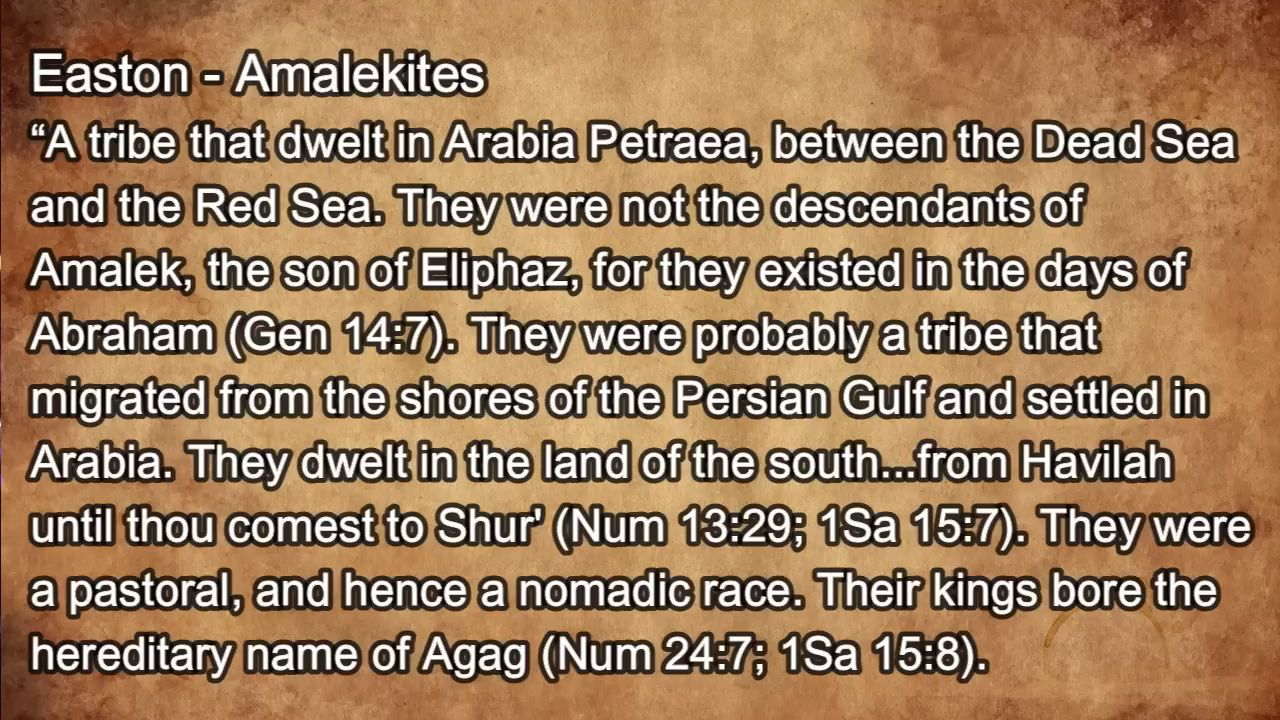 Easton - Amalekites
“A tribe that dwelt in Arabia Petraea, between the Dead Sea
and the Red Sea. They were not the descendants of
Amalek, the son of Eliphaz, for they existed in the days of
Abraham (Gen 14:7). They were probably a tribe that
migrated from the shores of the Persian Gulf and settled in
Arabia. They dwelt in the land of the south...from Havilah
until thou comest to Shur' (Num 13:29; 1Sa 15:7). They were
a pastoral, and hence a nomadic race. Their kings bore the
hereditary name of Agag (Num 24:7; 1Sa 15:8).